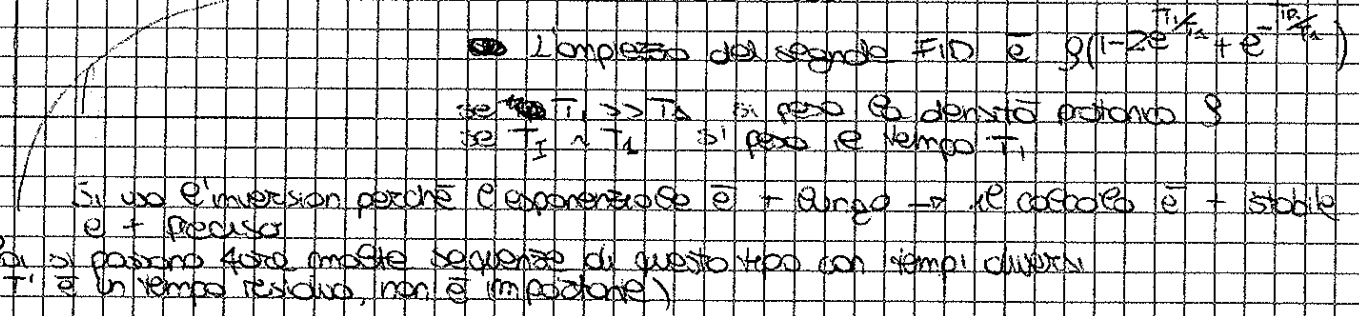 L'ampiezza del segnale FID è ρ(1-2e^-TI/T1 + e^-TR/T1)
se TI >> T1 si pesa la densità protonica ρ
se TI ~ T1 si pesa il tempo T1
Si usa l'inversion perché l'esponenziale è + lungo → il calcolo è + stabile
e + preciso
si possono fare molte sequenze di questo tipo con tempi diversi
T' è un tempo residuo, non è importante)